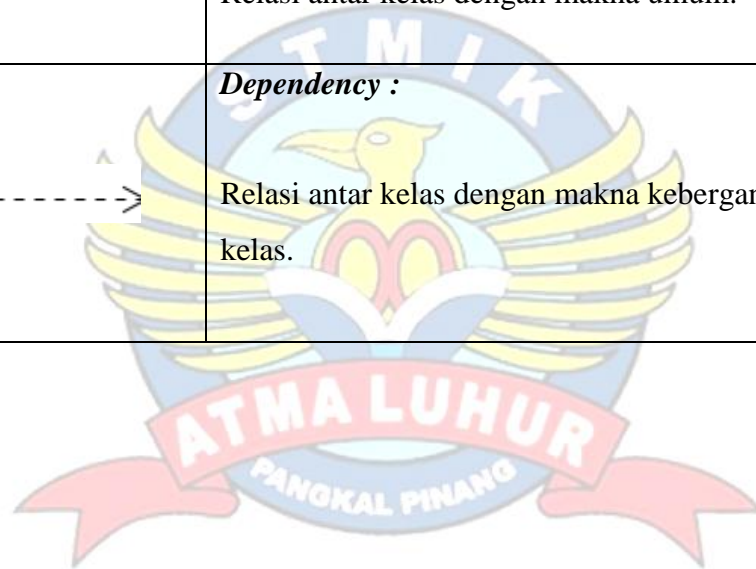 Relasi antar kelas dengan makna umum.
Dependency :
Relasi antar kelas dengan makna
kelas.
STMIK
ATMA LUHUR
PANGKAL PINANG